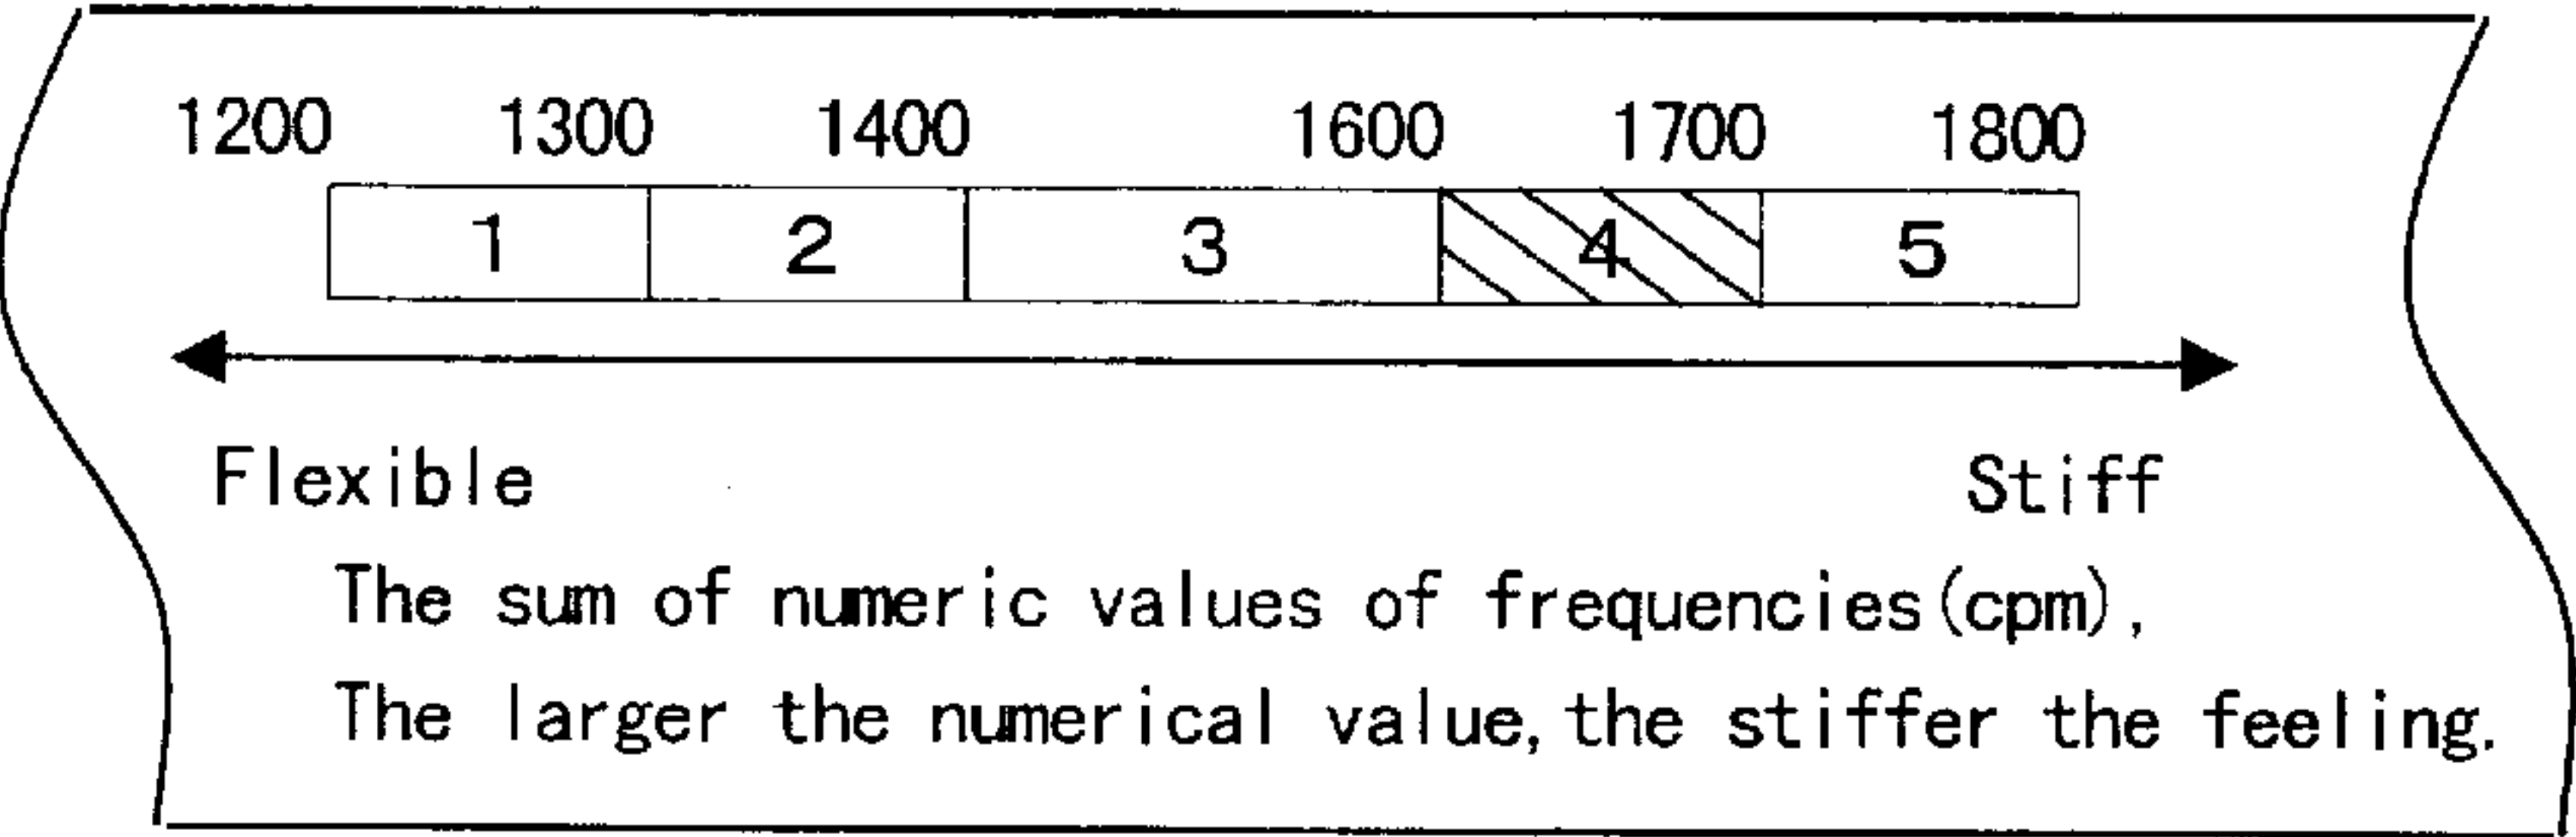 1200 1300 1400 1600 1700 1800
1 2 3 4 5
Flexible Stiff
The sum of numeric values of frequencies(cpm),
The larger the numerical value, the stiffer the feeling.